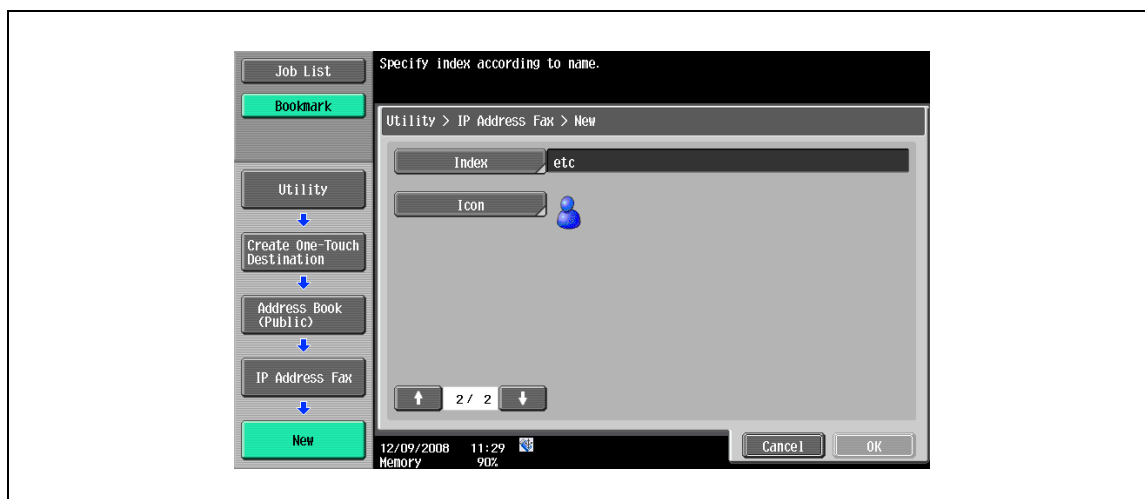 Job List
Bookmark
Specify index according to name.
Utility > IP Address Fax > New
Index
etc
Icon
Utility
Create One-Touch
Destination
Address Book
(Public)
IP Address Fax
New
2/ 2
12/09/2008 11:29
Memory 90%
Cancel
OK